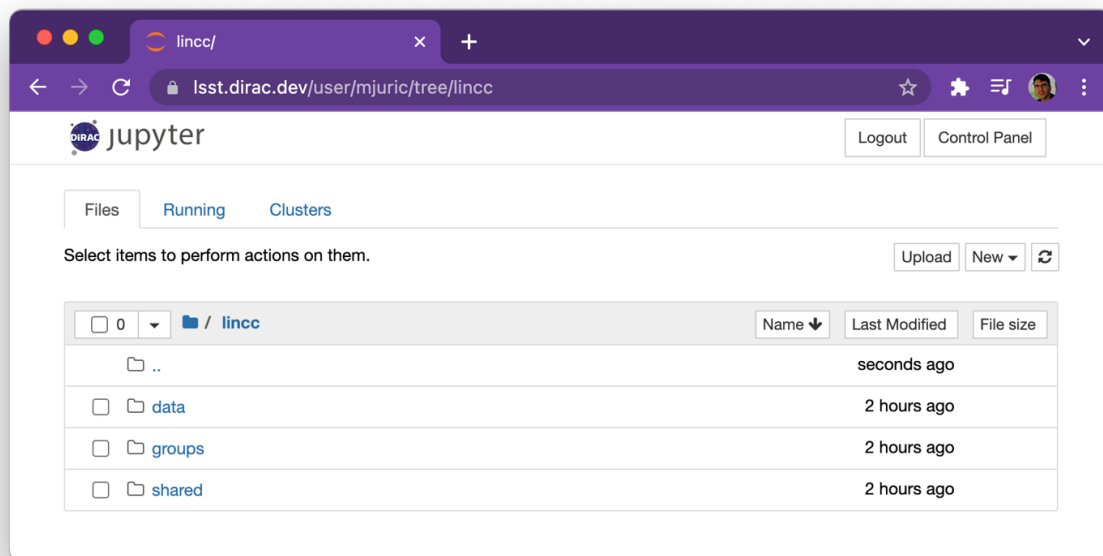 lincc/
lsst.dirac.dev/user/mjuric/tree/lincc
DiRAC jupyter
Logout Control Panel
Files Running Clusters
Select items to perform actions on them.
Upload New
0 / lincc Name Last Modified File size
.. seconds ago
data 2 hours ago
groups 2 hours ago
shared 2 hours ago